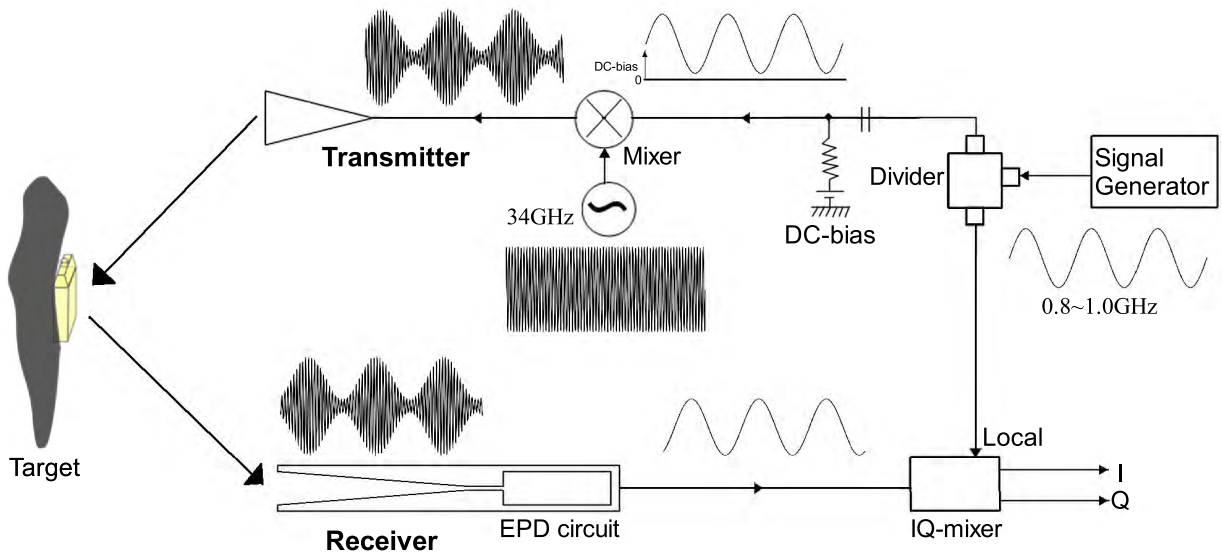 DC-bias
0
Transmitter
Mixer
Divider
Signal
Generator
34GHz
DC-bias
0.8~1.0GHz
Target
Local
I
Q
EPD circuit
IQ-mixer
Receiver